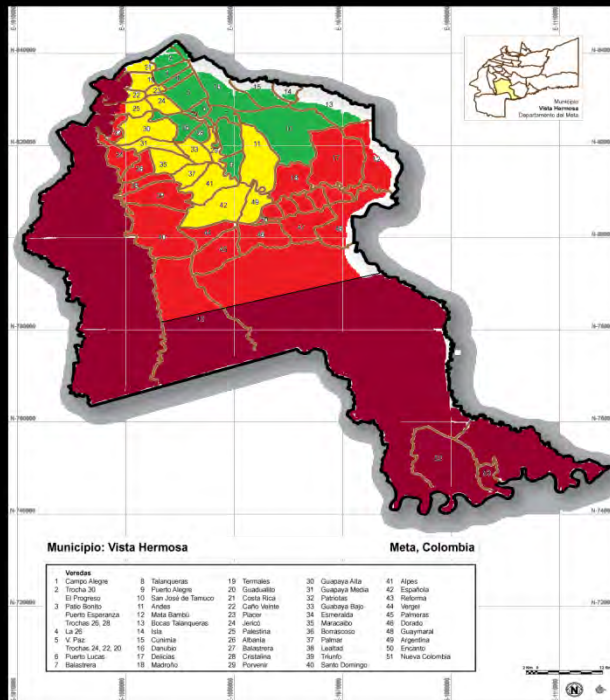 Municipio
Vista Hermosa
Departamento del Meta
Municipio: Vista Hermosa
Meta, Colombia
Veredas
1 Campo Alegre
2 Trocha 30
El Progreso
3 Patio Bonito
Puerto Esperanza
Trochas 26, 28
4 La 26
5 V. Paz
Trochas 24, 22, 20
6 Puerto Lucas
7 Balastrera
8 Talanqueras
9 Puerto Alegre
10 San José de Tamuco
11 Andes
12 Mata Bambú
13 Bocas Talanqueras
14 Isla
15 Cunimia
16 Danubio
17 Delicias
18 Madroño
19 Termales
20 Guadualito
21 Costa Rica
22 Caño Veinte
23 Placer
24 Jericó
25 Palestina
26 Albania
27 Balastrera
28 Cristalina
29 Porvenir
30 Guapaya Alta
31 Guapaya Media
32 Patriotas
33 Guapaya Bajo
34 Esmeralda
35 Maracaibo
36 Borrascoso
37 Palmar
38 Lealtad
39 Triunfo
40 Santo Domingo
41 Alpes
42 Española
43 Reforma
44 Verger
45 Palmeras
46 Dorado
48 Guaymaral
49 Argentina
50 Encanto
51 Nueva Colombia
N